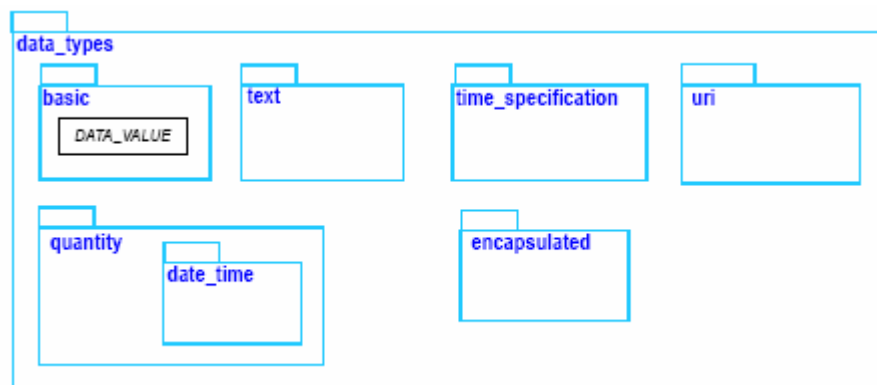 data_types
basic
text
time_specification
uri
DATA_VALUE
quantity
date_time
encapsulated